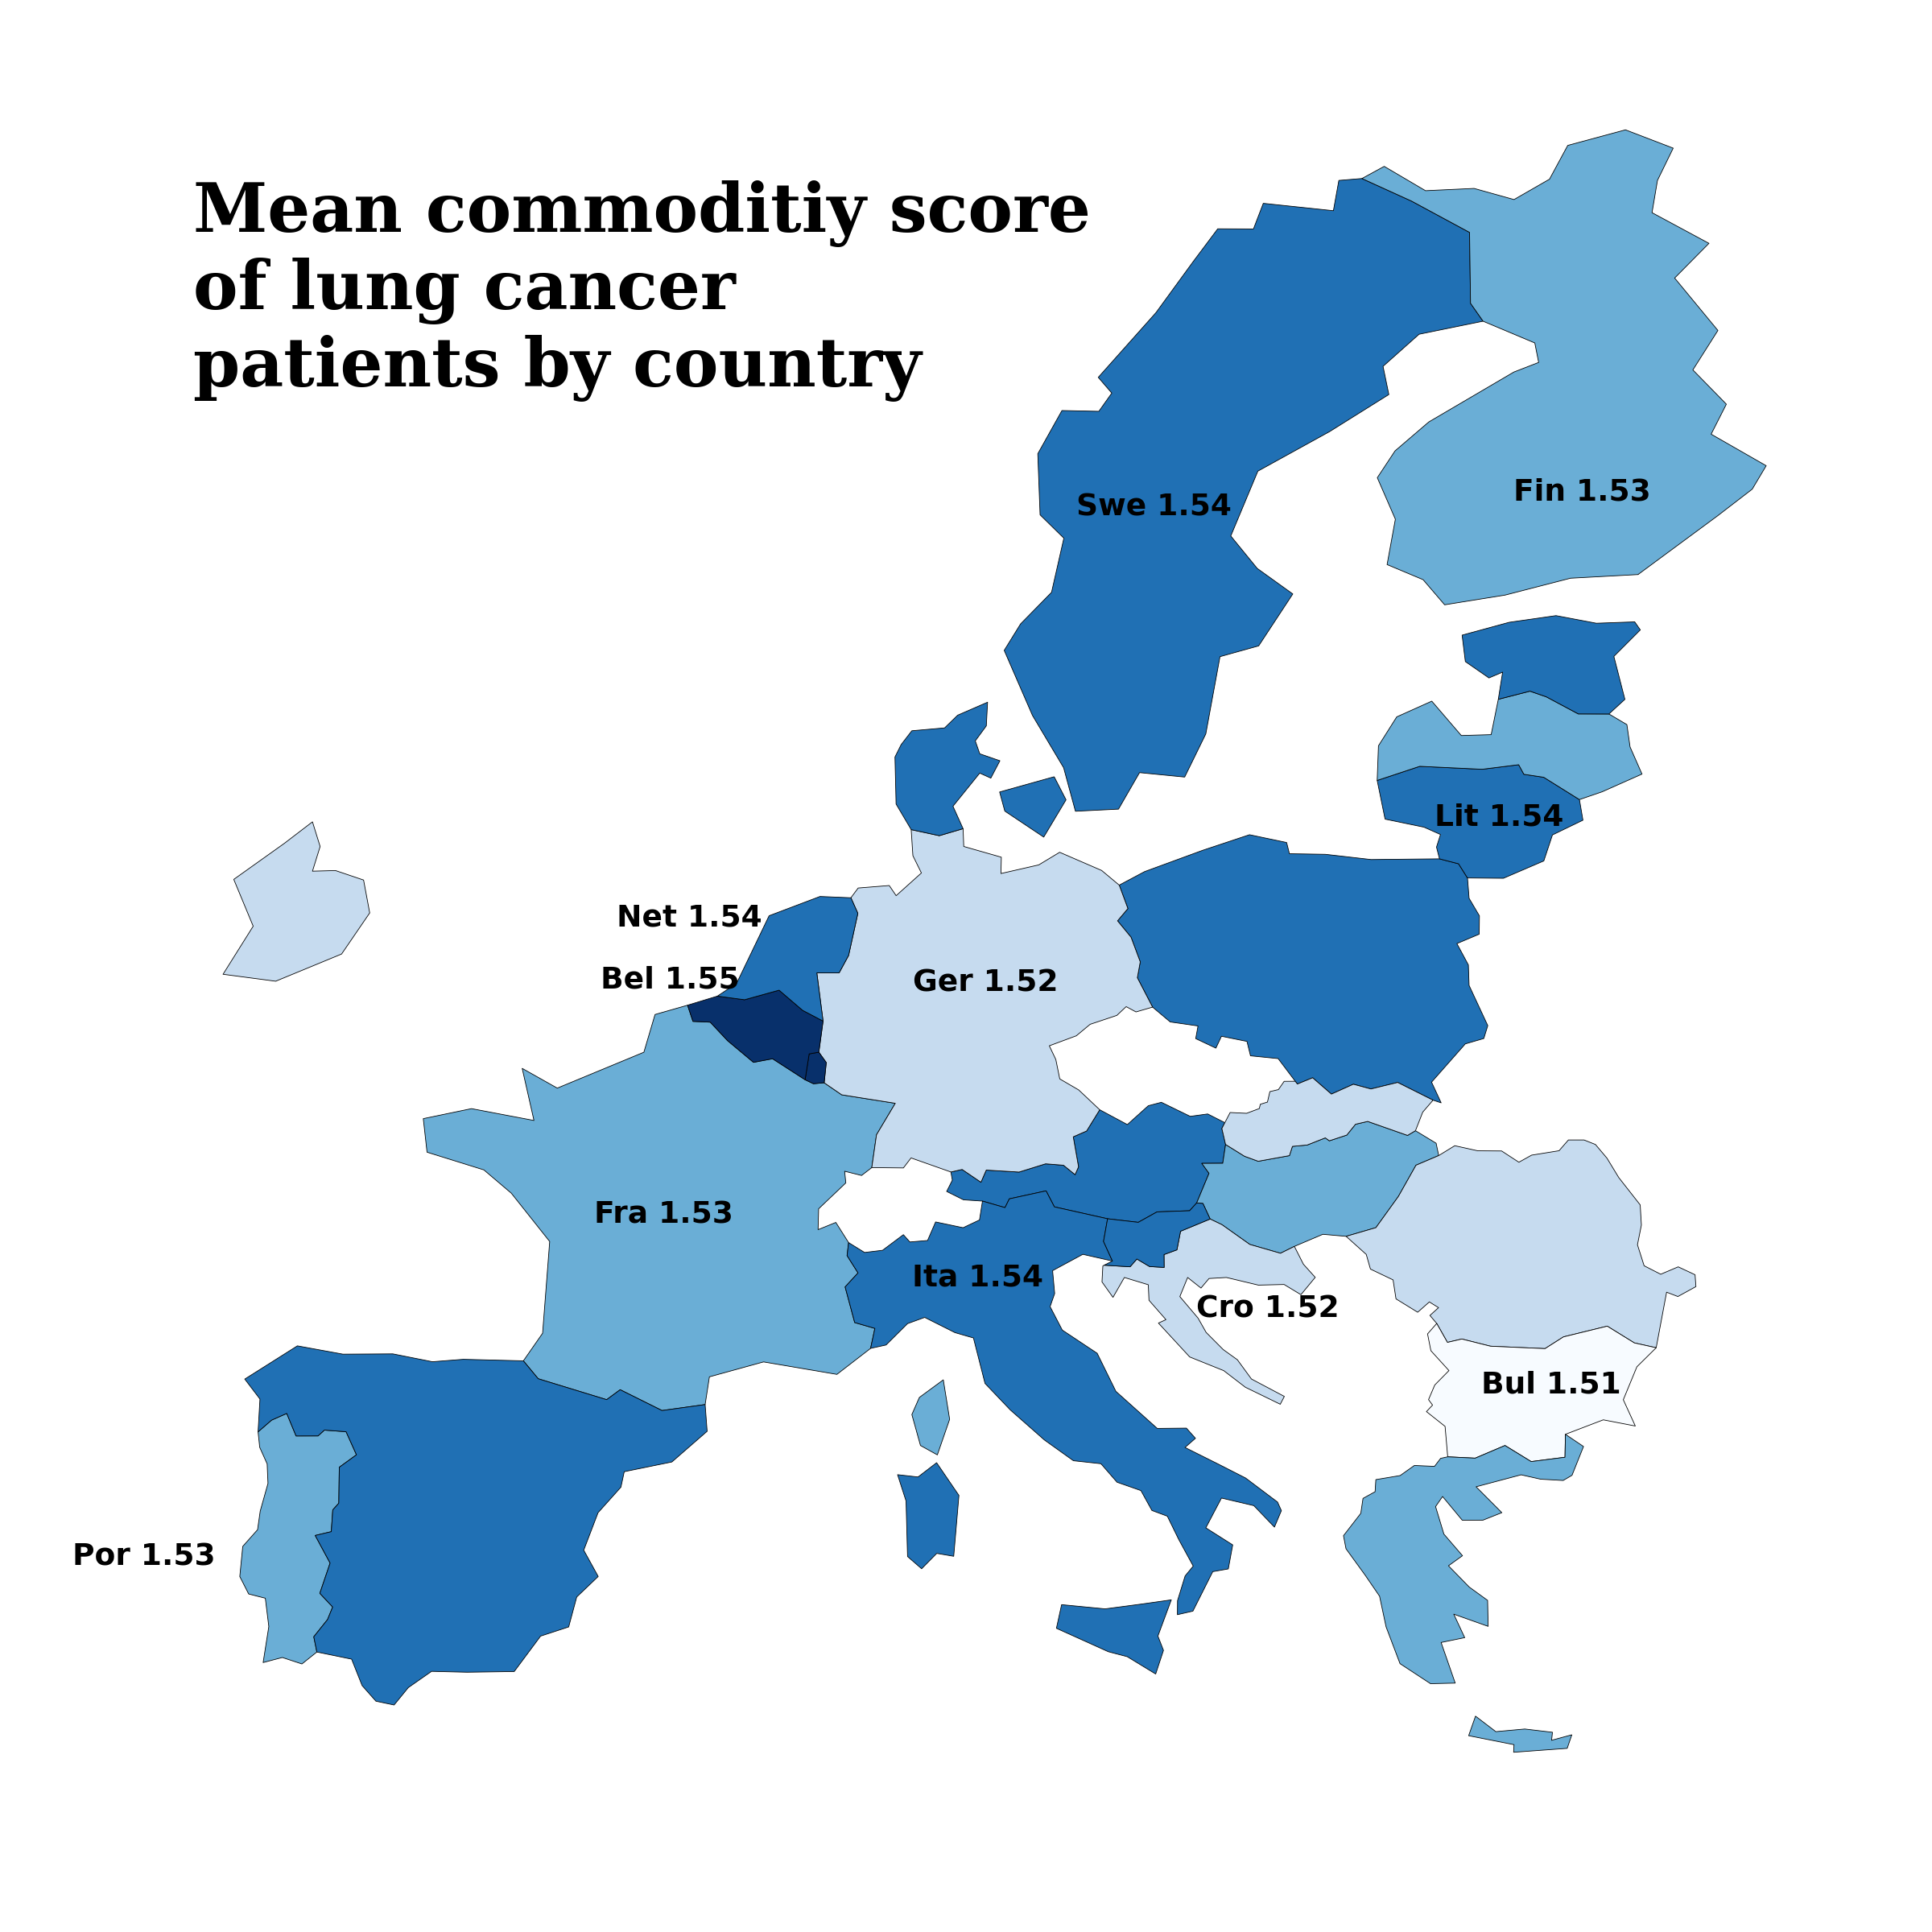 Mean commoditiy score
of lung cancer
patients by country
Swe 1.54
Fin 1.53
Lit 1.54
Net 1.54
Bel 1.55
Ger 1.52
Fra 1.53
Ita 1.54
Cro 1.52
Bul 1.51
Por 1.53